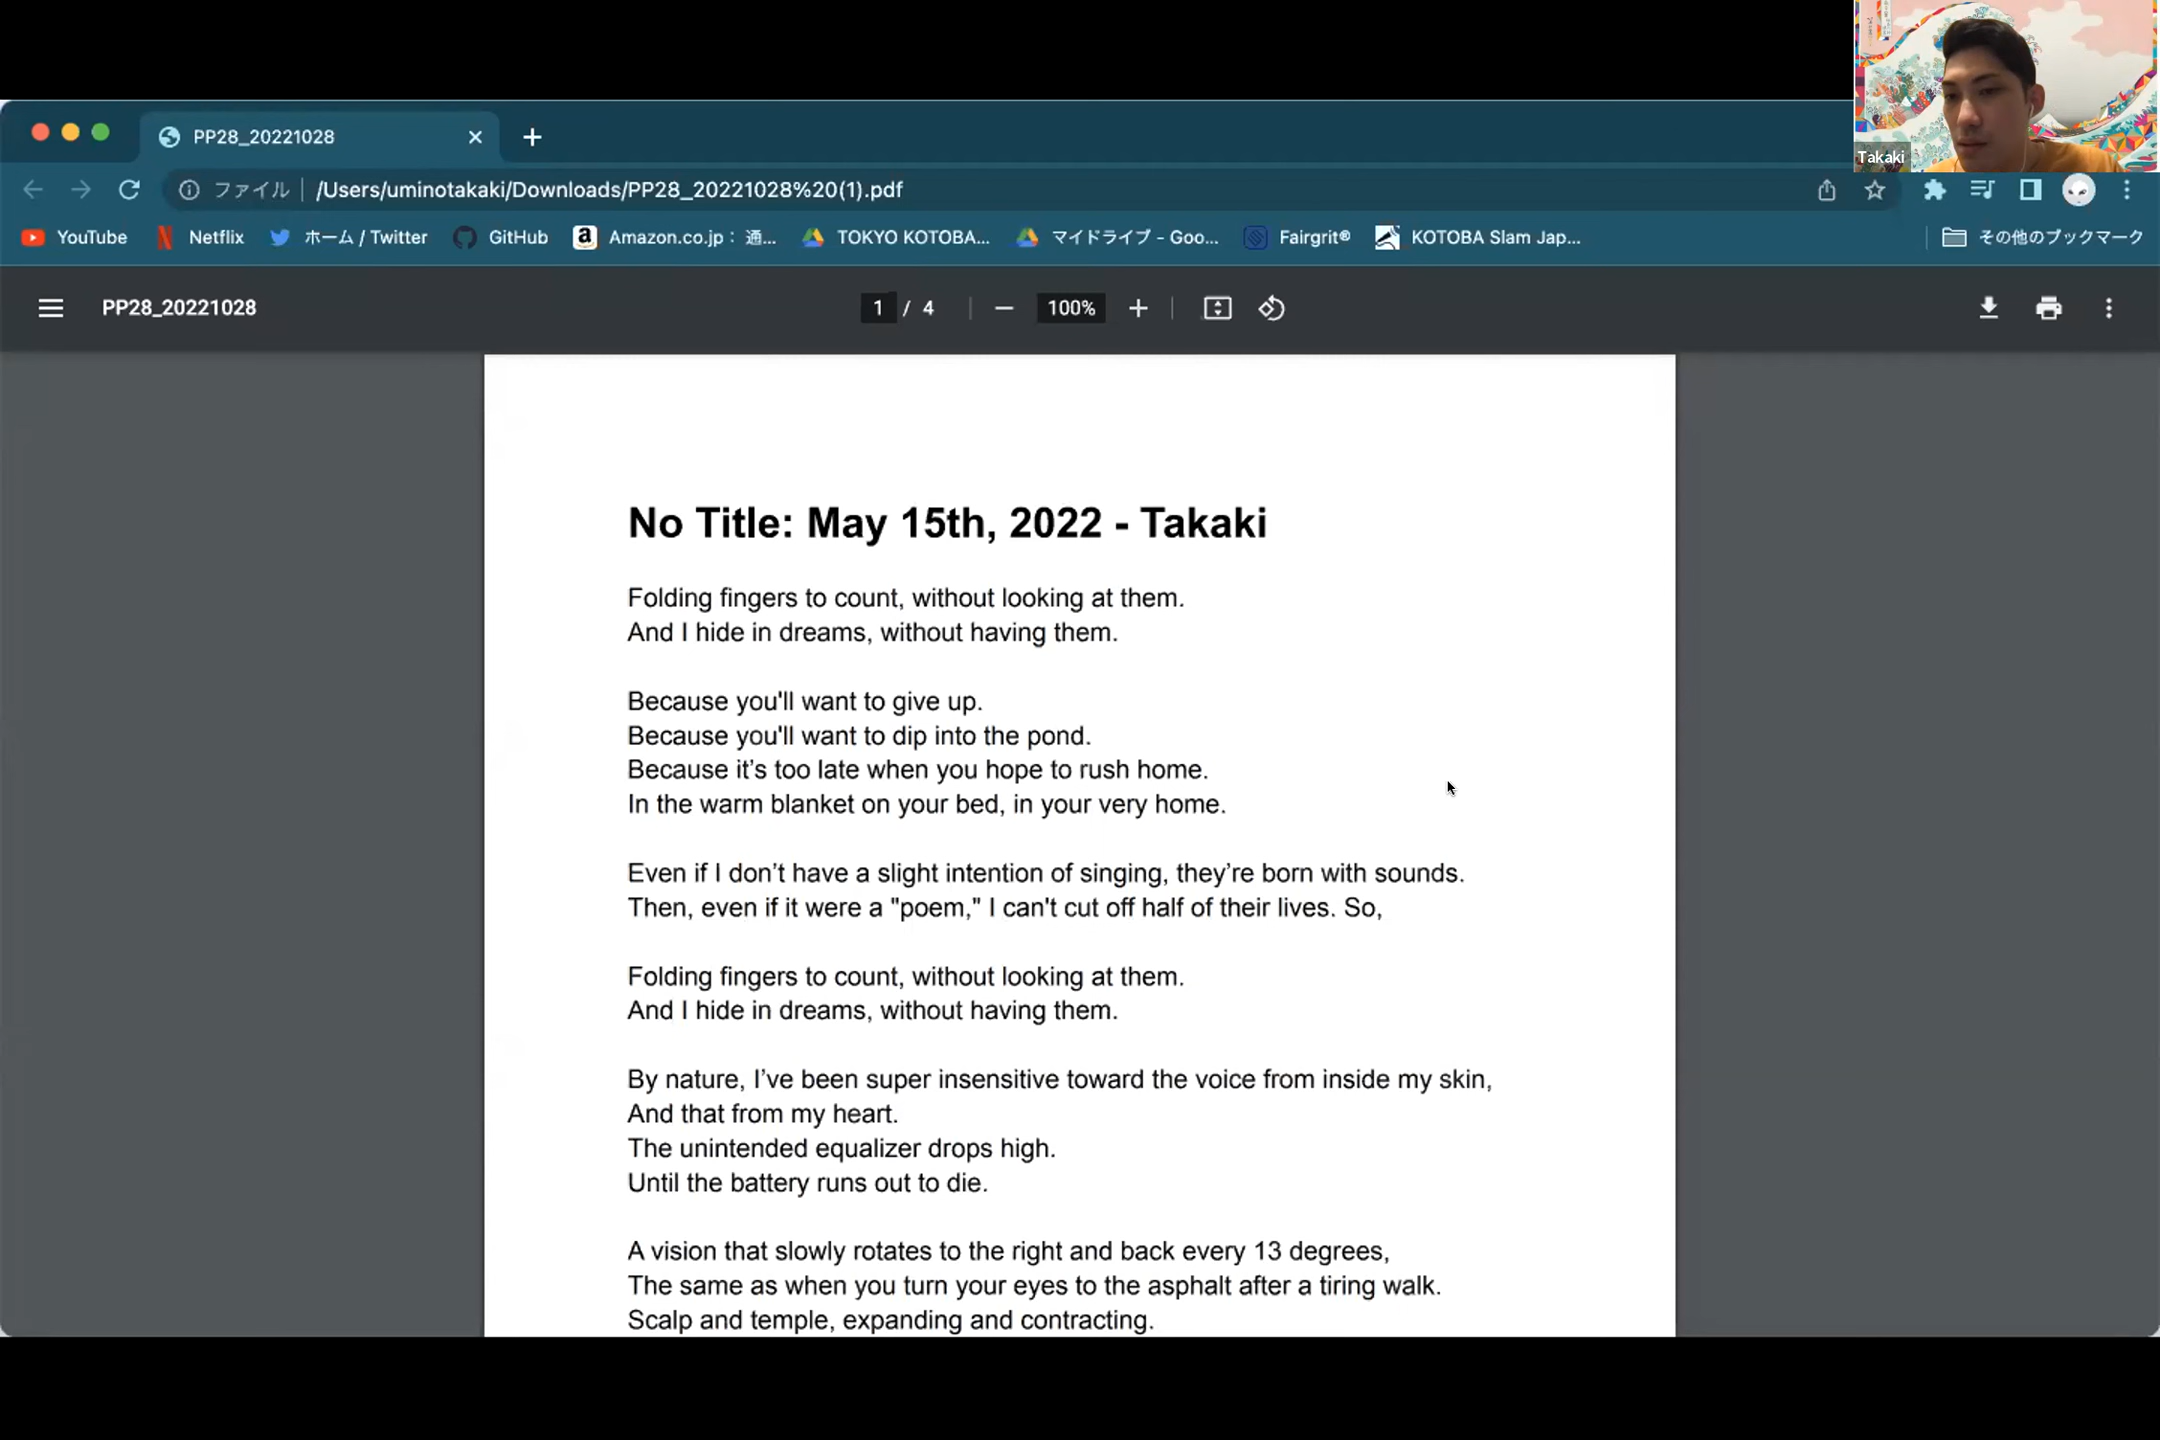 Takaki
PP28_20221028
ファイル
/Users/uminotakaki/Downloads/PP28_20221028%20(1).pdf
YouTube
Netflix
ホーム / Twitter
GitHub
Amazon.co.jp：通...
TOKYO KOTOBA...
マイドライブ - Goo...
Fairgrit®
KOTOBA Slam Jap...
その他のブックマーク
PP28_20221028
1 / 4
100%
No Title: May 15th, 2022 - Takaki
Folding fingers to count, without looking at them.
And I hide in dreams, without having them.
Because you'll want to give up.
Because you'll want to dip into the pond.
Because it’s too late when you hope to rush home.
In the warm blanket on your bed, in your very home.
Even if I don’t have a slight intention of singing, they’re born with sounds.
Then, even if it were a "poem," I can't cut off half of their lives. So,
Folding fingers to count, without looking at them.
And I hide in dreams, without having them.
By nature, I’ve been super insensitive toward the voice from inside my skin,
And that from my heart.
The unintended equalizer drops high.
Until the battery runs out to die.
A vision that slowly rotates to the right and back every 13 degrees,
The same as when you turn your eyes to the asphalt after a tiring walk.
Scalp and temple, expanding and contracting.